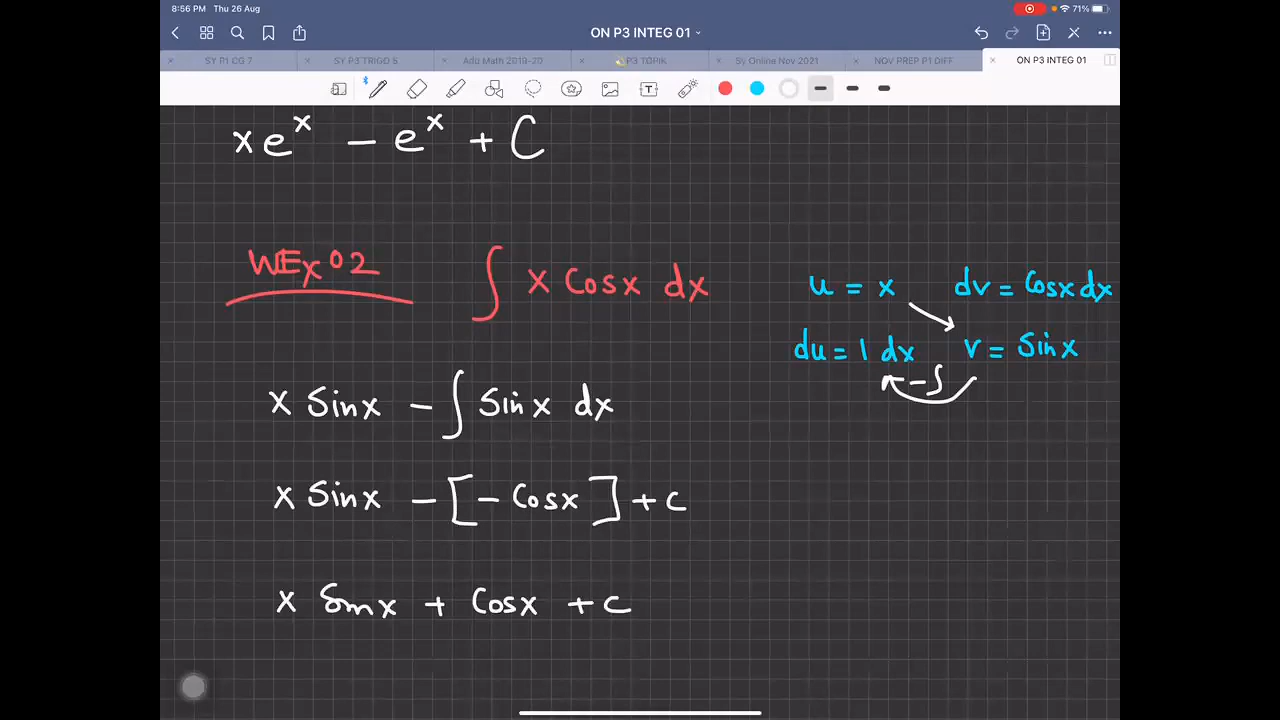 8:56 PM Thu 26 Aug 71%
ON P3 INTEG 01
SY P1 CG 7 SY P3 TRIGO 5 Add Math 2019-20 P3 TOPIK Sy Online Nov 2021 NOV PREP P1 DIFF ON P3 INTEG 01
xeˣ − eˣ + C
WEx 02 ∫ x Cosx dx
u = x dv = Cosx dx
du = 1 dx v = Sinx
− ∫
x Sinx − ∫ Sinx dx
x Sinx − [− Cosx] + c
x Sinx + Cosx + c